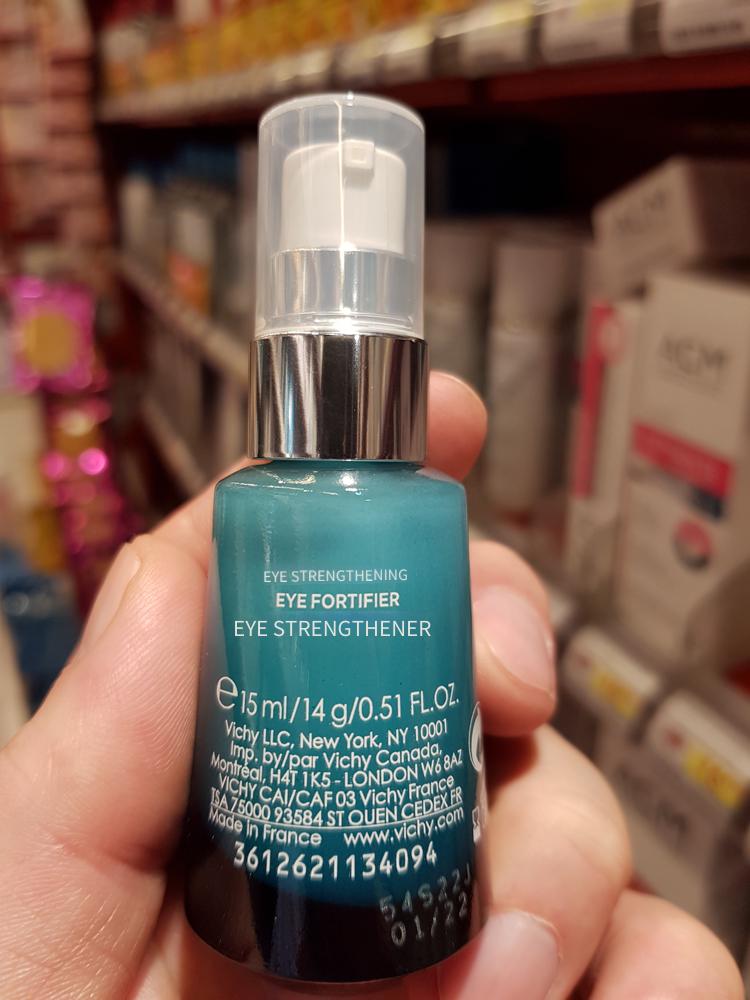 EYE STRENGTHENING
EYE FORTIFIER
EYE STRENGTHENER
e 15 ml/14 g/0.51 FL.OZ.
Vichy LLC, New York, NY 10001
Imp. by/par Vichy Canada,
Montréal, H4T 1K5 - LONDON W6 8AZ
VICHY CAI/CAF 03 Vichy France
TSA 75000 93584 ST OUEN CEDEX FR
Made in France www.vichy.com
3612621134094
54S22J
01/22
ACM